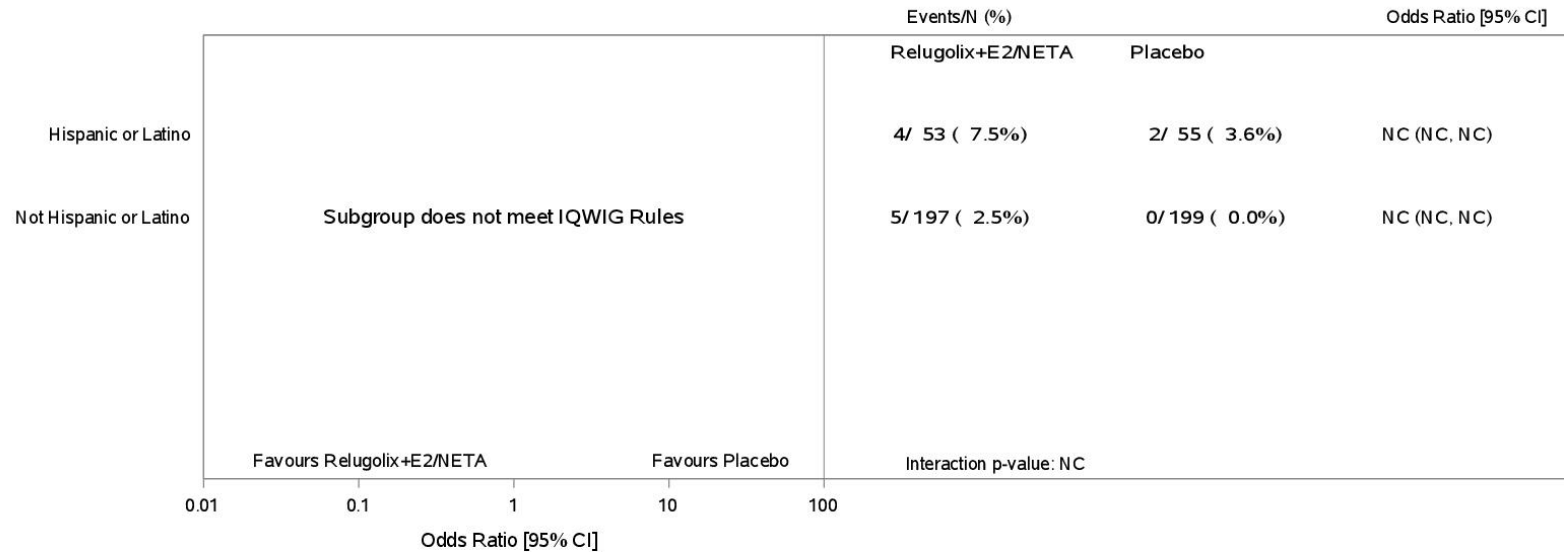 Events/N (%) Odds Ratio [95% CI]
Relugolix+E2/NETA Placebo
Hispanic or Latino 4/ 53 ( 7.5%) 2/ 55 ( 3.6%) NC (NC, NC)
Not Hispanic or Latino Subgroup does not meet IQWIG Rules 5/ 197 ( 2.5%) 0/ 199 ( 0.0%) NC (NC, NC)
Favours Relugolix+E2/NETA Favours Placebo Interaction p-value: NC
0.01 0.1 1 10 100
Odds Ratio [95% CI]